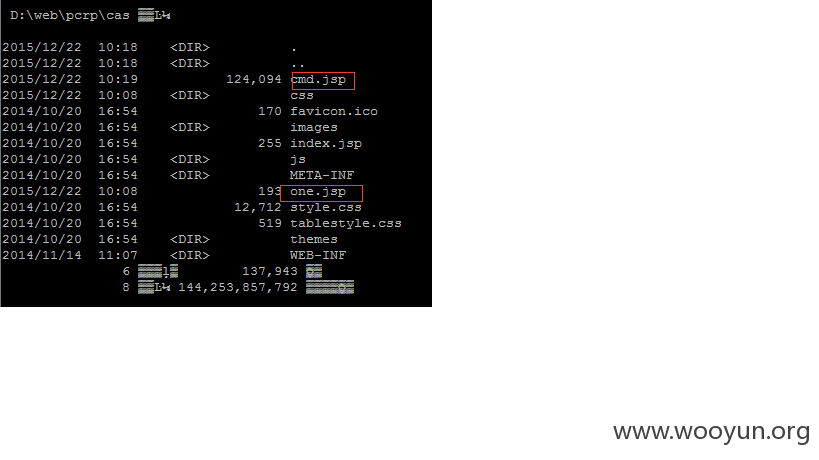 D:\web\pcrp\cas
2015/12/22  10:18    <DIR>          .
2015/12/22  10:18    <DIR>          ..
2015/12/22  10:19           124,094 cmd.jsp
2015/12/22  10:08    <DIR>          css
2014/10/20  16:54               170 favicon.ico
2014/10/20  16:54    <DIR>          images
2014/10/20  16:54               255 index.jsp
2014/10/20  16:54    <DIR>          js
2014/10/20  16:54    <DIR>          META-INF
2015/12/22  10:08               193 one.jsp
2014/10/20  16:54            12,712 style.css
2014/10/20  16:54               519 tablestyle.css
2014/10/20  16:54    <DIR>          themes
2014/11/14  11:07    <DIR>          WEB-INF
6 137,943
8 144,253,857,792
www.wooyun.org